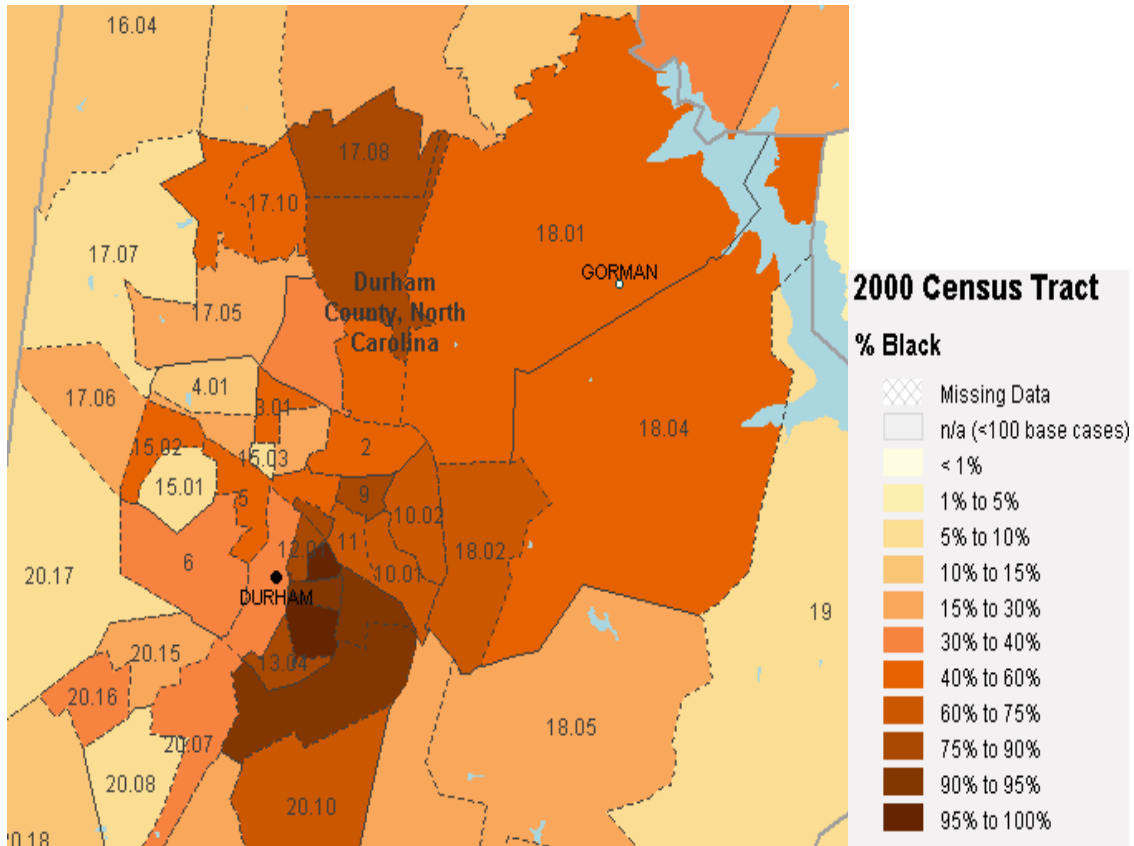 16.04
17.08
17.10
18.01
17.07
GORMAN
Durham
County, North
Carolina
17.05
4.01
17.06
3.01
18.04
15.02
2
15.03
15.01
5
9
10.02
12.01
11
18.02
6
10.01
20.17
DURHAM
19
20.15
13.04
20.16
18.05
20.07
20.08
20.10
20.18
2000 Census Tract
% Black
Missing Data
n/a (<100 base cases)
< 1%
1% to 5%
5% to 10%
10% to 15%
15% to 30%
30% to 40%
40% to 60%
60% to 75%
75% to 90%
90% to 95%
95% to 100%